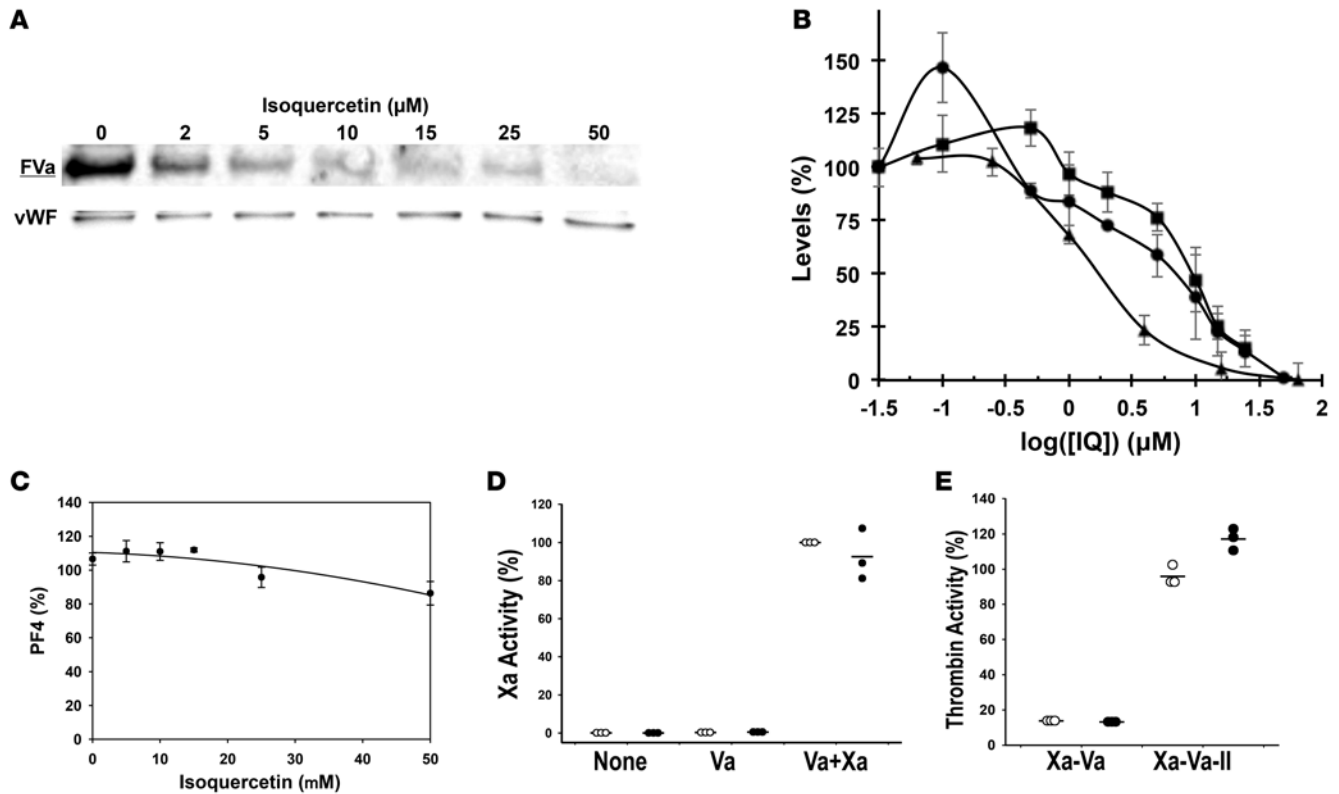 A
Isoquercetin (µM)
0 2 5 10 15 25 50
FVa
vWF
B
Levels (%)
150
125
100
75
50
25
0
-1.5 -1 -0.5 0 0.5 1 1.5 2
log([IQ]) (µM)
C
PF4 (%)
140
120
100
80
60
40
20
0
0 10 20 30 40 50
Isoquercetin (mM)
D
Xa Activity (%)
120
100
80
60
40
20
0
None Va Va+Xa
E
Thrombin Activity (%)
140
120
100
80
60
40
20
0
Xa-Va Xa-Va-II